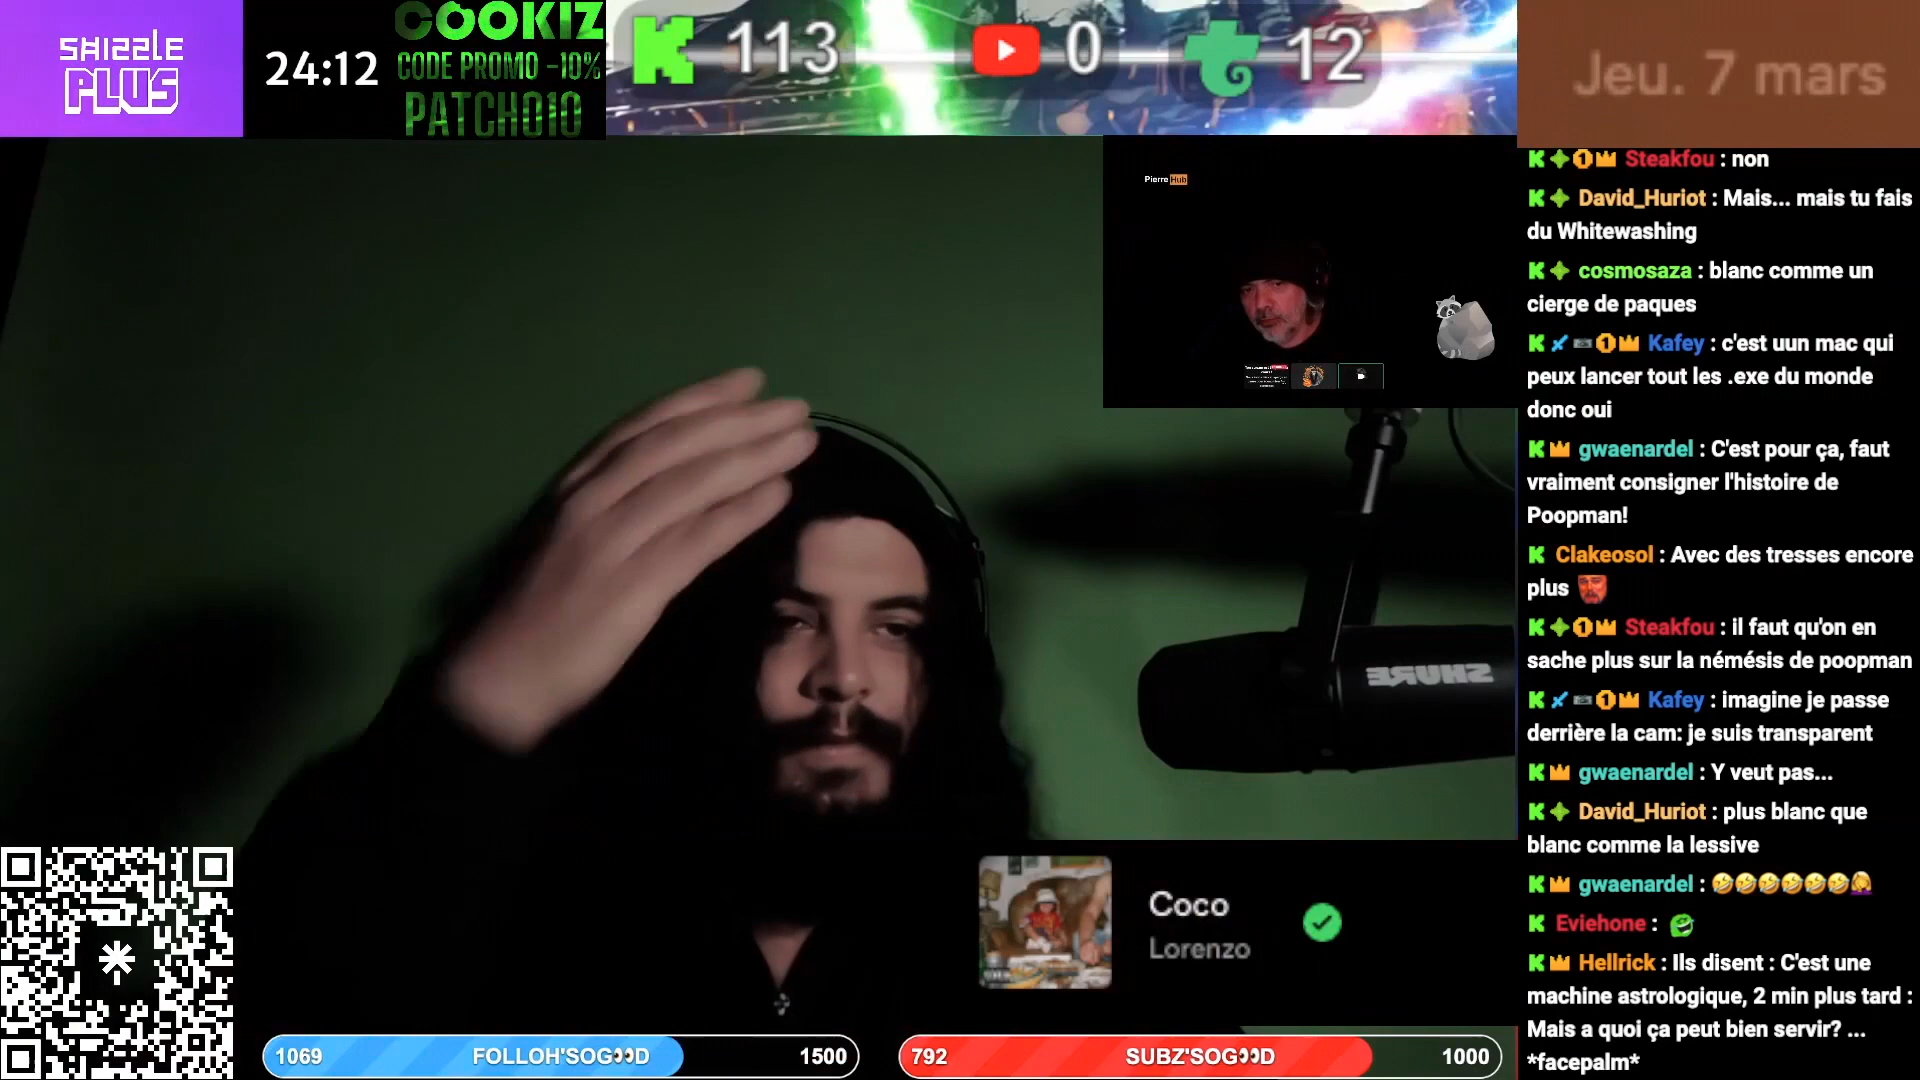 SHIZZLE
PLUS
24:12
COOKIZ
CODE PROMO -10%
PATCHO10
113
0
12
Jeu. 7 mars
Pierre Hub
Steakfou : non
David_Huriot : Mais... mais tu fais
du Whitewashing
cosmosaza : blanc comme un
cierge de paques
Kafey : c'est uun mac qui
peux lancer tout les .exe du monde
donc oui
gwaenardel : C'est pour ça, faut
vraiment consigner l'histoire de
Poopman!
Clakeosol : Avec des tresses encore
plus
Steakfou : il faut qu'on en
sache plus sur la némésis de poopman
Kafey : imagine je passe
derrière la cam: je suis transparent
gwaenardel : Y veut pas...
David_Huriot : plus blanc que
blanc comme la lessive
gwaenardel : 🤣🤣🤣🤣🤣🤣🤦‍♀️
Eviehone :
Hellrick : Ils disent : C'est une
machine astrologique, 2 min plus tard :
Mais a quoi ça peut bien servir? ...
*facepalm*
SHURE
Coco
Lorenzo
1069 FOLLOH'SOG👀D 1500
792 SUBZ'SOG👀D 1000